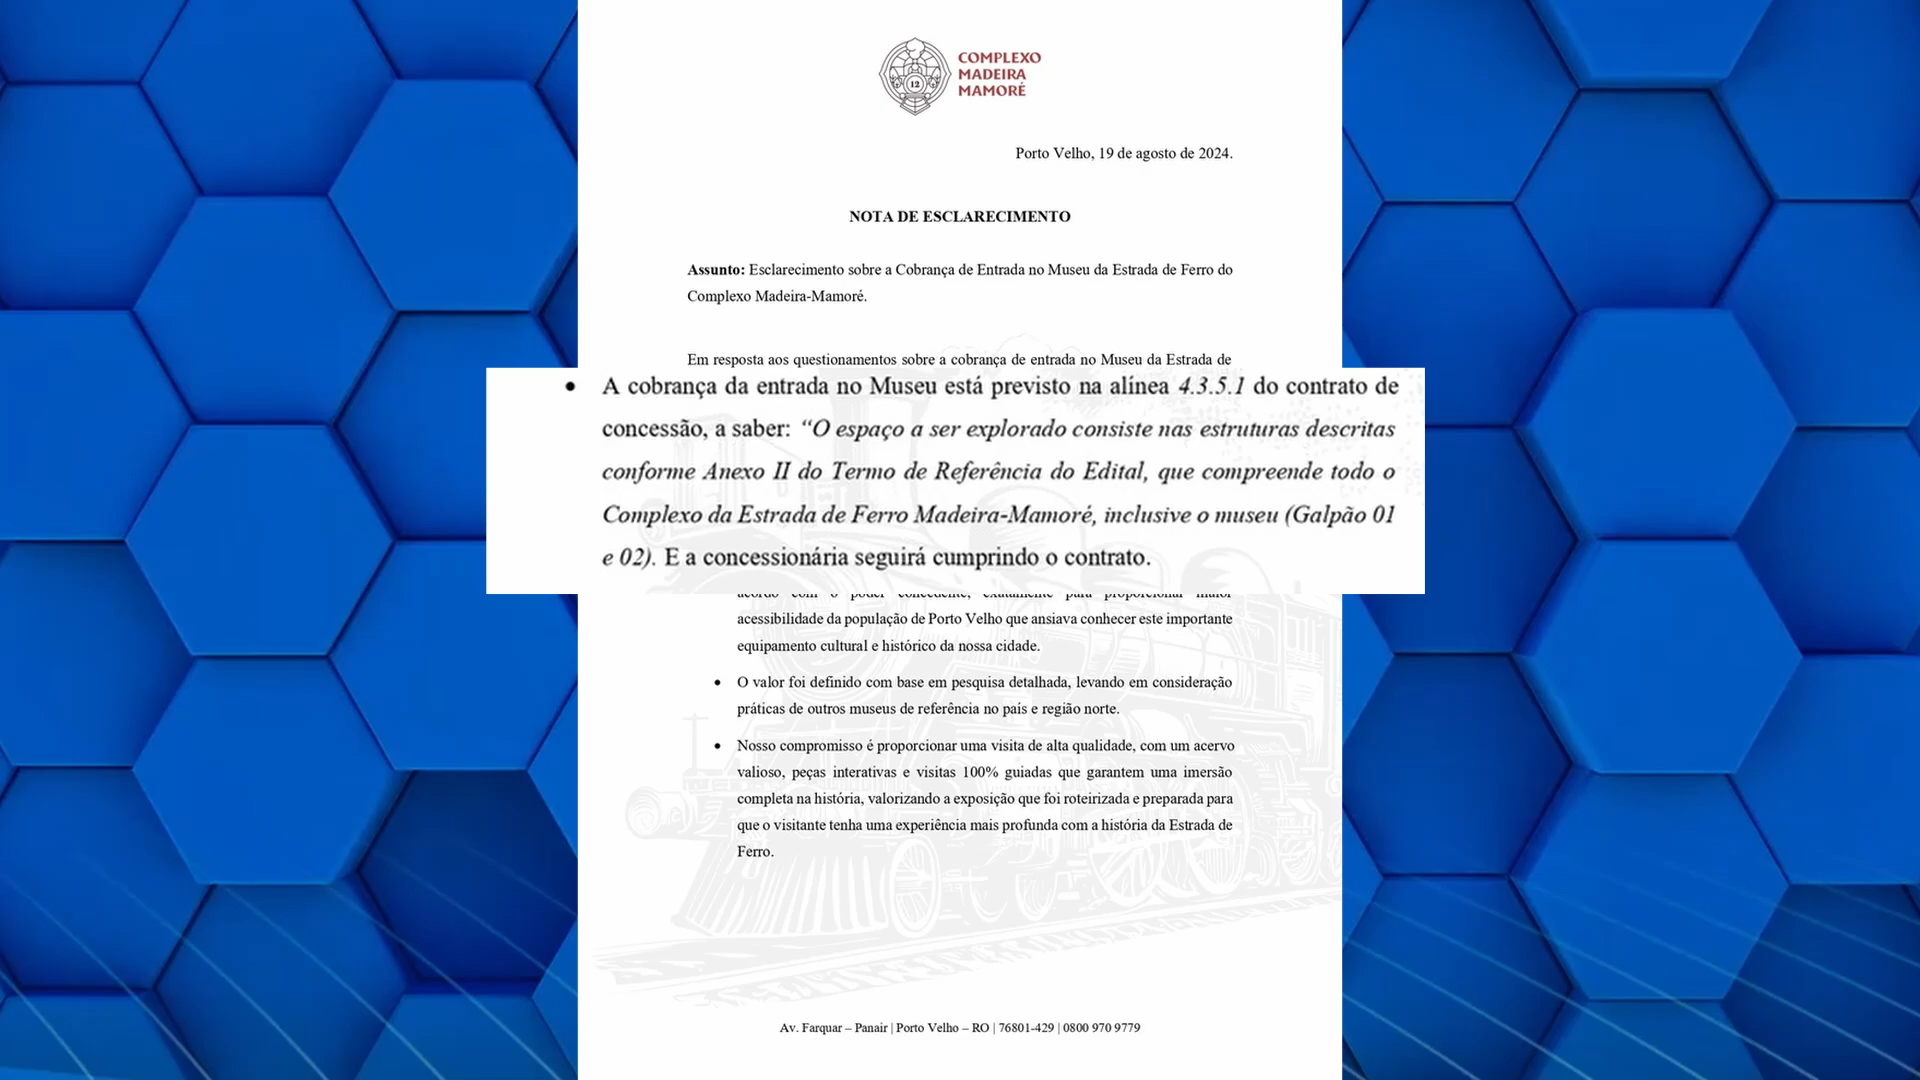 COMPLEXO
MADEIRA
MAMORÉ
12
Porto Velho, 19 de agosto de 2024.
NOTA DE ESCLARECIMENTO
Assunto: Esclarecimento sobre a Cobrança de Entrada no Museu da Estrada de Ferro do
Complexo Madeira-Mamoré.
Em resposta aos questionamentos sobre a cobrança de entrada no Museu da Estrada de
• A cobrança da entrada no Museu está previsto na alínea 4.3.5.1 do contrato de
concessão, a saber: “O espaço a ser explorado consiste nas estruturas descritas
conforme Anexo II do Termo de Referência do Edital, que compreende todo o
Complexo da Estrada de Ferro Madeira-Mamoré, inclusive o museu (Galpão 01
e 02). E a concessionária seguirá cumprindo o contrato.
acordo com o poder concedente, exatamente para proporcionar maior
acessibilidade da população de Porto Velho que ansiava conhecer este importante
equipamento cultural e histórico da nossa cidade.
• O valor foi definido com base em pesquisa detalhada, levando em consideração
práticas de outros museus de referência no país e região norte.
• Nosso compromisso é proporcionar uma visita de alta qualidade, com um acervo
valioso, peças interativas e visitas 100% guiadas que garantem uma imersão
completa na história, valorizando a exposição que foi roteirizada e preparada para
que o visitante tenha uma experiência mais profunda com a história da Estrada de
Ferro.
Av. Farquar – Panair | Porto Velho – RO | 76801-429 | 0800 970 9779